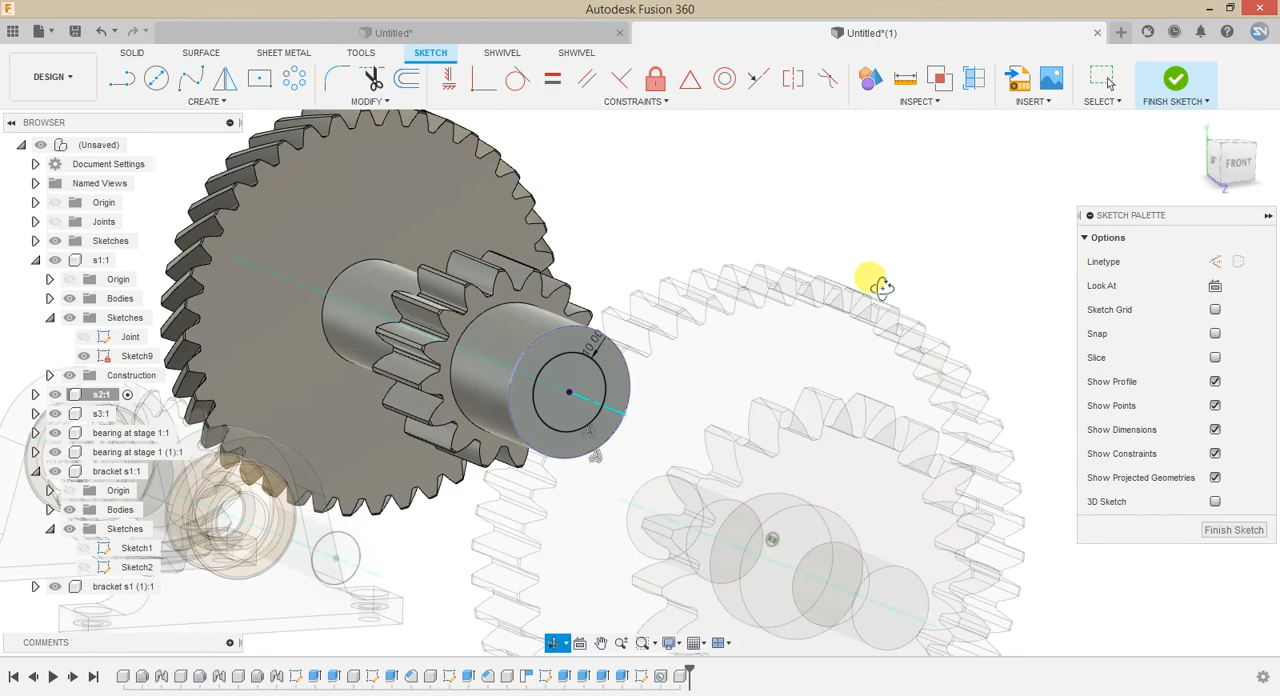 Autodesk Fusion 360
Untitled*
Untitled*(1)
SOLID
SURFACE
SHEET METAL
TOOLS
SKETCH
SHWIVEL
SHWIVEL
DESIGN
CREATE
MODIFY
CONSTRAINTS
INSPECT
INSERT
SELECT
FINISH SKETCH
BROWSER
(Unsaved)
Document Settings
Named Views
Origin
Joints
Sketches
s1:1
Origin
Bodies
Sketches
Joint
Sketch9
Construction
s2:1
s3:1
bearing at stage 1:1
bearing at stage 1 (1):1
bracket s1:1
Origin
Bodies
Sketches
Sketch1
Sketch2
bracket s1 (1):1
COMMENTS
10.00
Y
FRONT
Z
SKETCH PALETTE
Options
Linetype
Look At
Sketch Grid
Snap
Slice
Show Profile
Show Points
Show Dimensions
Show Constraints
Show Projected Geometries
3D Sketch
Finish Sketch